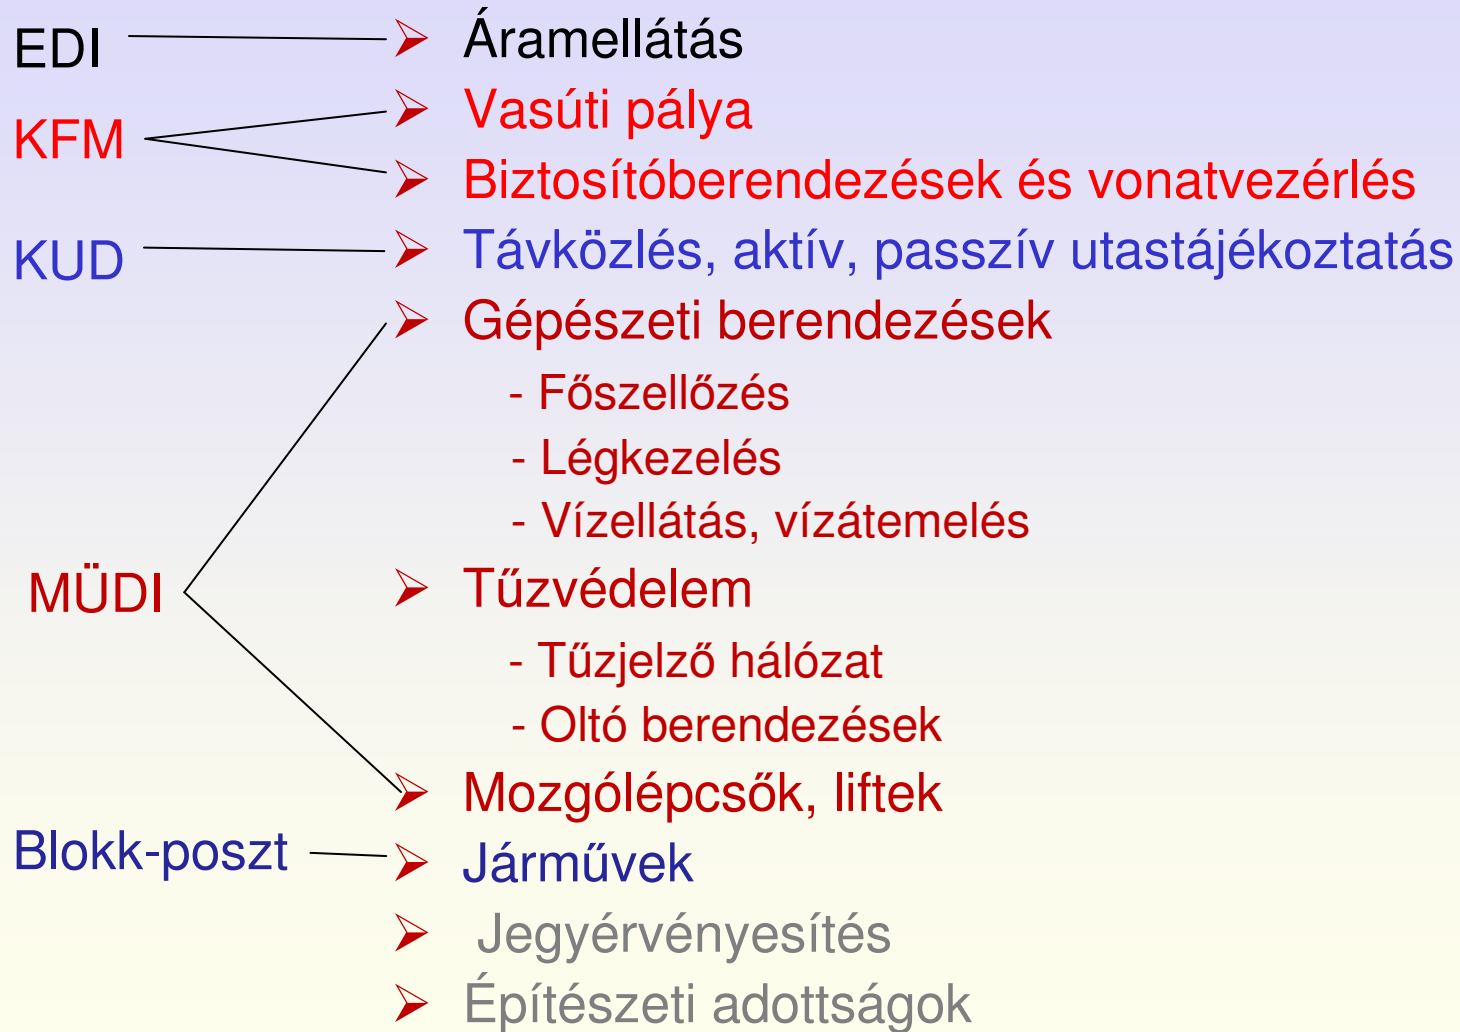 EDI Áramellátás
KFM Vasúti pálya
Biztosítóberendezések és vonatvezérlés
KUD Távközlés, aktív, passzív utastájékoztatás
Gépészeti berendezések
- Főszellőzés
- Légkezelés
- Vízellátás, vízátemelés
MÜDI Tűzvédelem
- Tűzjelző hálózat
- Oltó berendezések
Mozgólépcsők, liftek
Blokk-poszt Járművek
Jegyérvényesítés
Építészeti adottságok